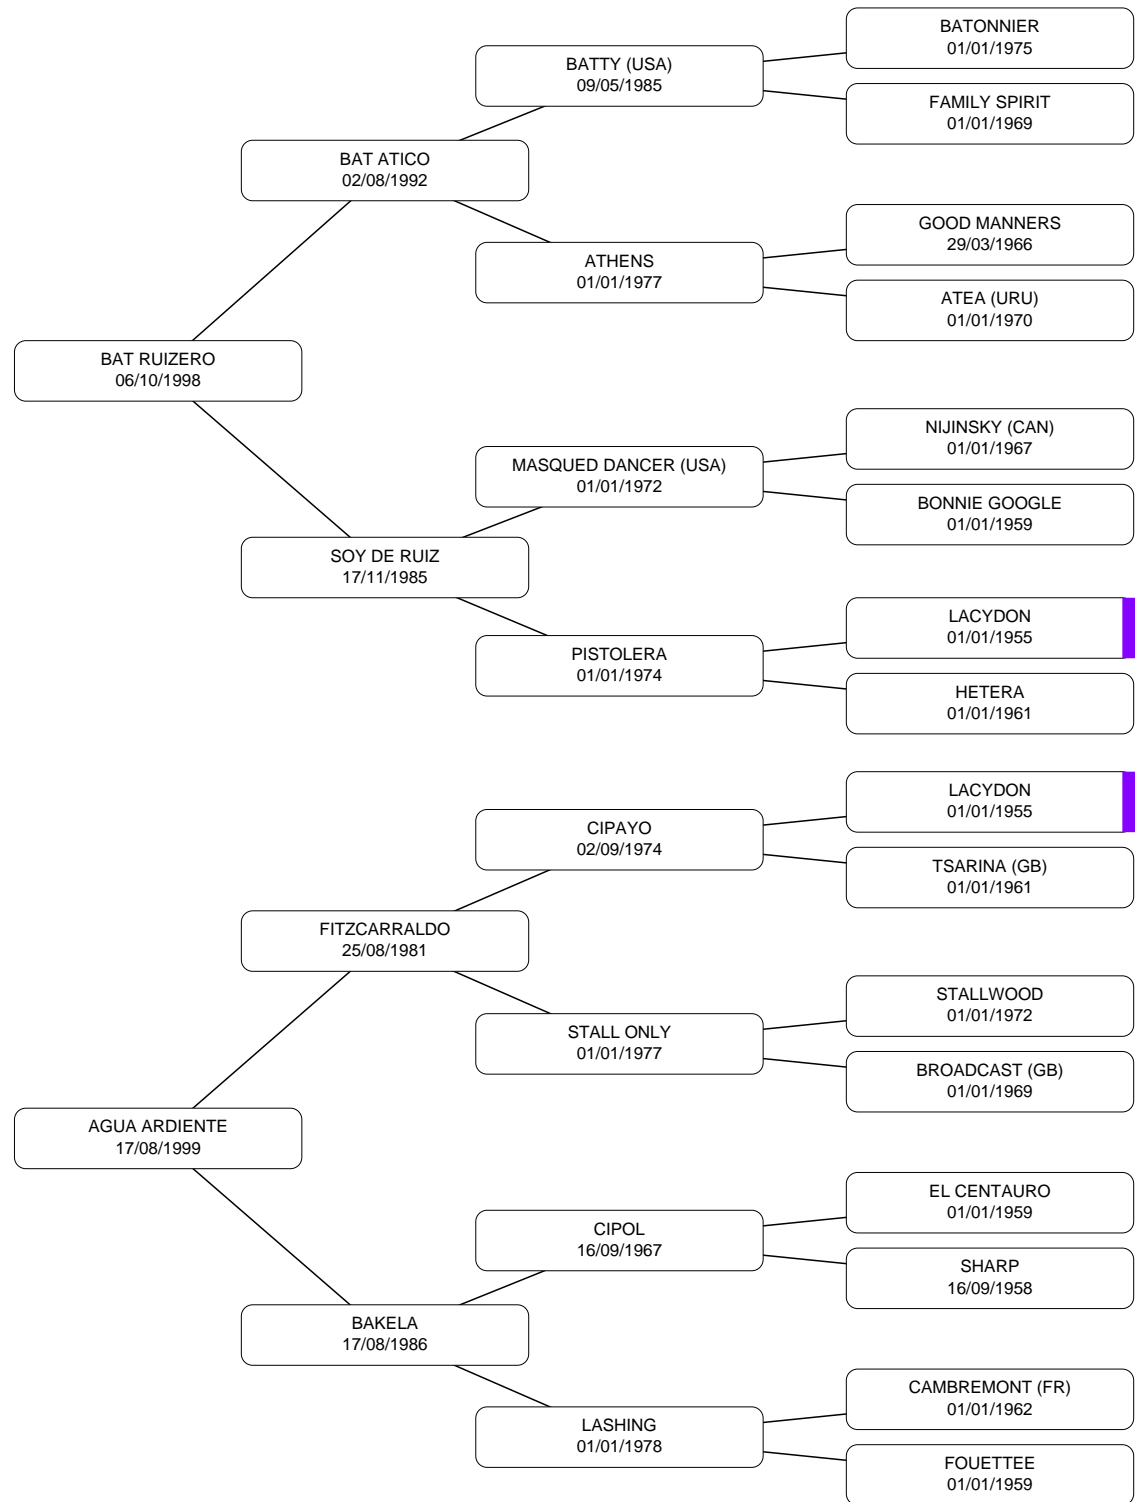 BATONNIER
01/01/1975
BATTY (USA)
09/05/1985
FAMILY SPIRIT
01/01/1969
BAT ATICO
02/08/1992
GOOD MANNERS
29/03/1966
ATHENS
01/01/1977
ATEA (URU)
01/01/1970
BAT RUIZERO
06/10/1998
NIJINSKY (CAN)
01/01/1967
MASQUED DANCER (USA)
01/01/1972
BONNIE GOOGLE
01/01/1959
SOY DE RUIZ
17/11/1985
LACYDON
01/01/1955
PISTOLERA
01/01/1974
HETERA
01/01/1961
LACYDON
01/01/1955
CIPAYO
02/09/1974
TSARINA (GB)
01/01/1961
FITZCARRALDO
25/08/1981
STALLWOOD
01/01/1972
STALL ONLY
01/01/1977
BROADCAST (GB)
01/01/1969
AGUA ARDIENTE
17/08/1999
EL CENTAURO
01/01/1959
CIPOL
16/09/1967
SHARP
16/09/1958
BAKELA
17/08/1986
CAMBREMONT (FR)
01/01/1962
LASHING
01/01/1978
FOUETTEE
01/01/1959